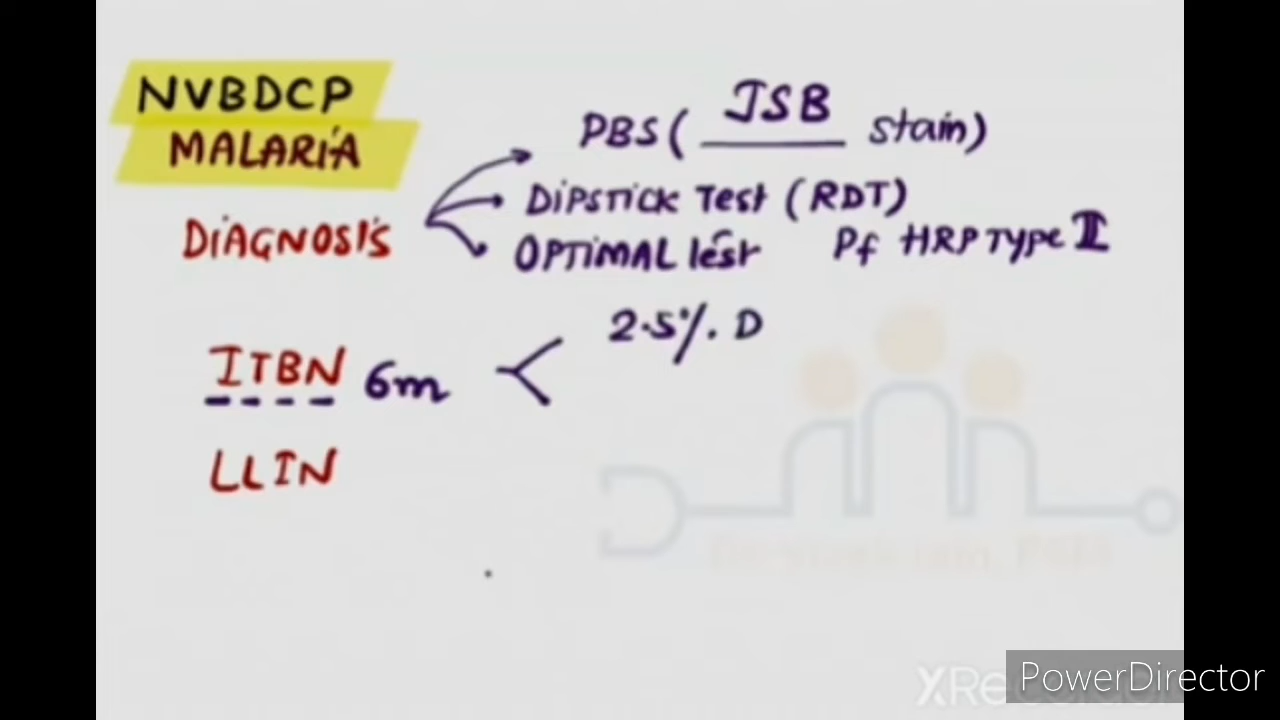 NVBDCP
MALARIA
DIAGNOSIS
PBS ( JSB stain)
DIPSTICK TEST (RDT)
OPTIMAL Test Pf HRP TYPE II
ITBN 6m
2.5% D
LLIN
PowerDirector